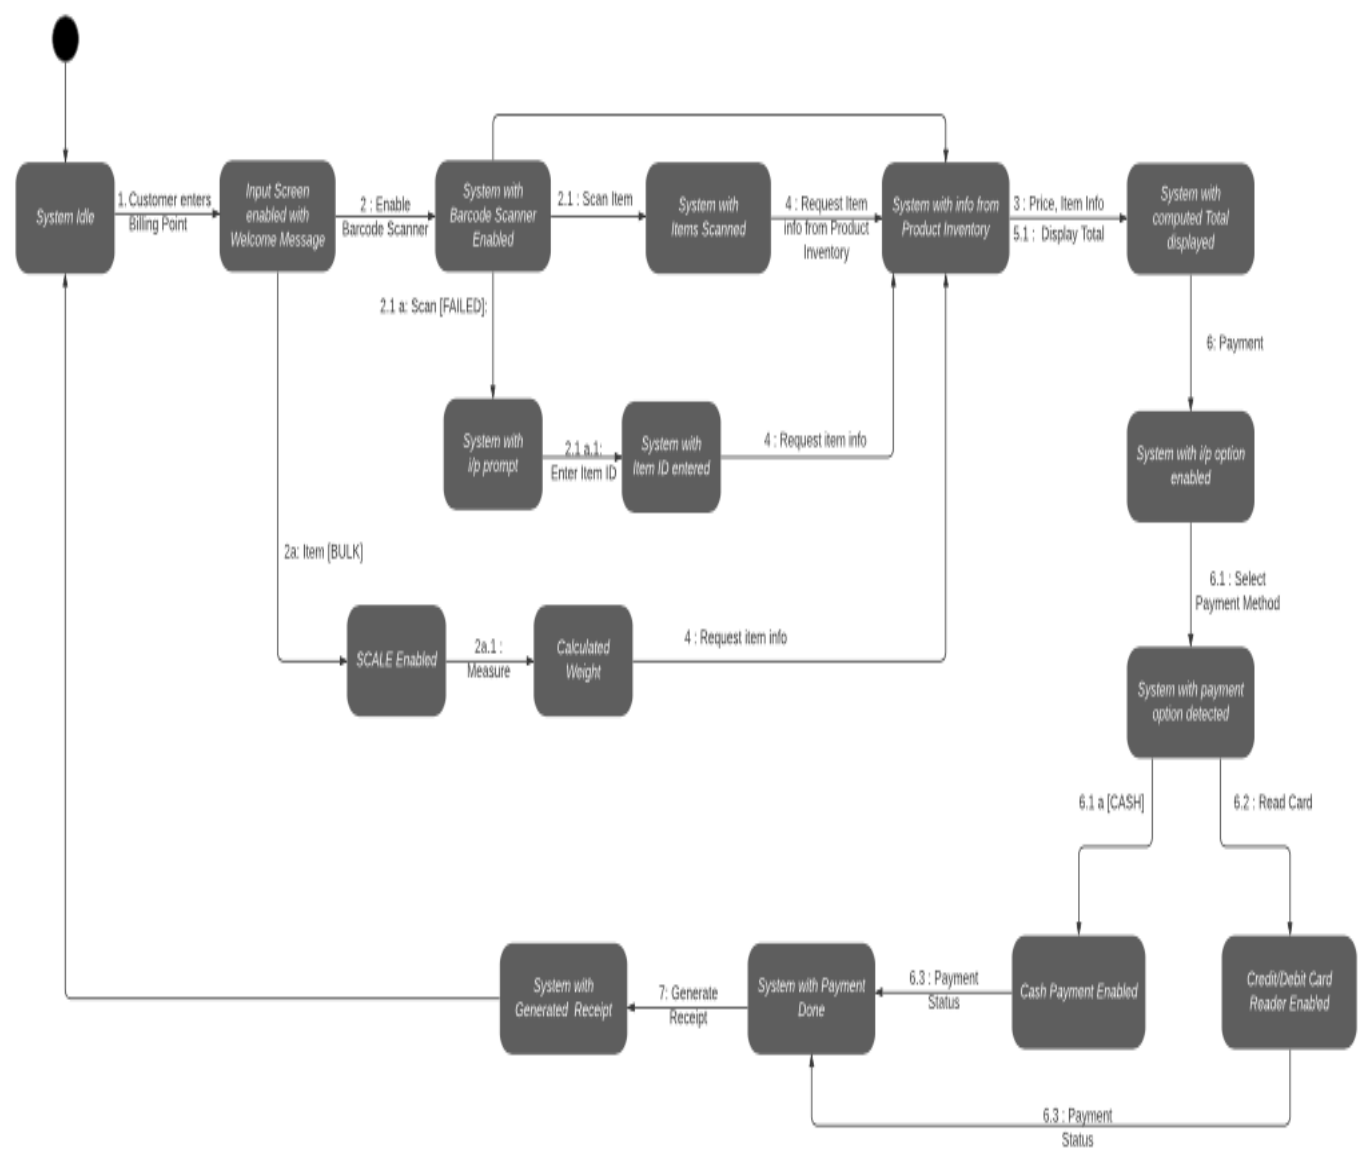 System Idle
1. Customer enters
Billing Point
Input Screen
enabled with
Welcome Message
2 : Enable
Barcode Scanner
System with
Barcode Scanner
Enabled
2.1 : Scan Item
System with
Items Scanned
4 : Request Item
info from Product
Inventory
System with info from
Product Inventory
3 : Price, Item Info
5.1 : Display Total
System with
computed Total
displayed
2.1 a: Scan [FAILED];
6: Payment
System with
i/p prompt
2.1 a.1:
Enter Item ID
System with
Item ID entered
4 : Request item info
System with i/p option
enabled
2a: Item [BULK]
6.1 : Select
Payment Method
SCALE Enabled
2a.1 :
Measure
Calculated
Weight
4 : Request item info
System with payment
option detected
6.1 a [CASH]
6.2 : Read Card
System with
Generated Receipt
7: Generate
Receipt
System with Payment
Done
6.3 : Payment
Status
Cash Payment Enabled
Credit/Debit Card
Reader Enabled
6.3 : Payment
Status